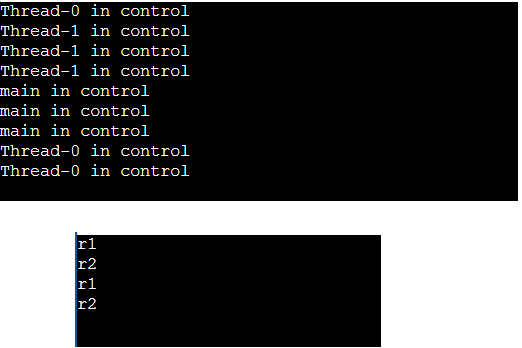 Thread-0 in control
Thread-1 in control
Thread-1 in control
Thread-1 in control
main in control
main in control
main in control
Thread-0 in control
Thread-0 in control
r1
r2
r1
r2